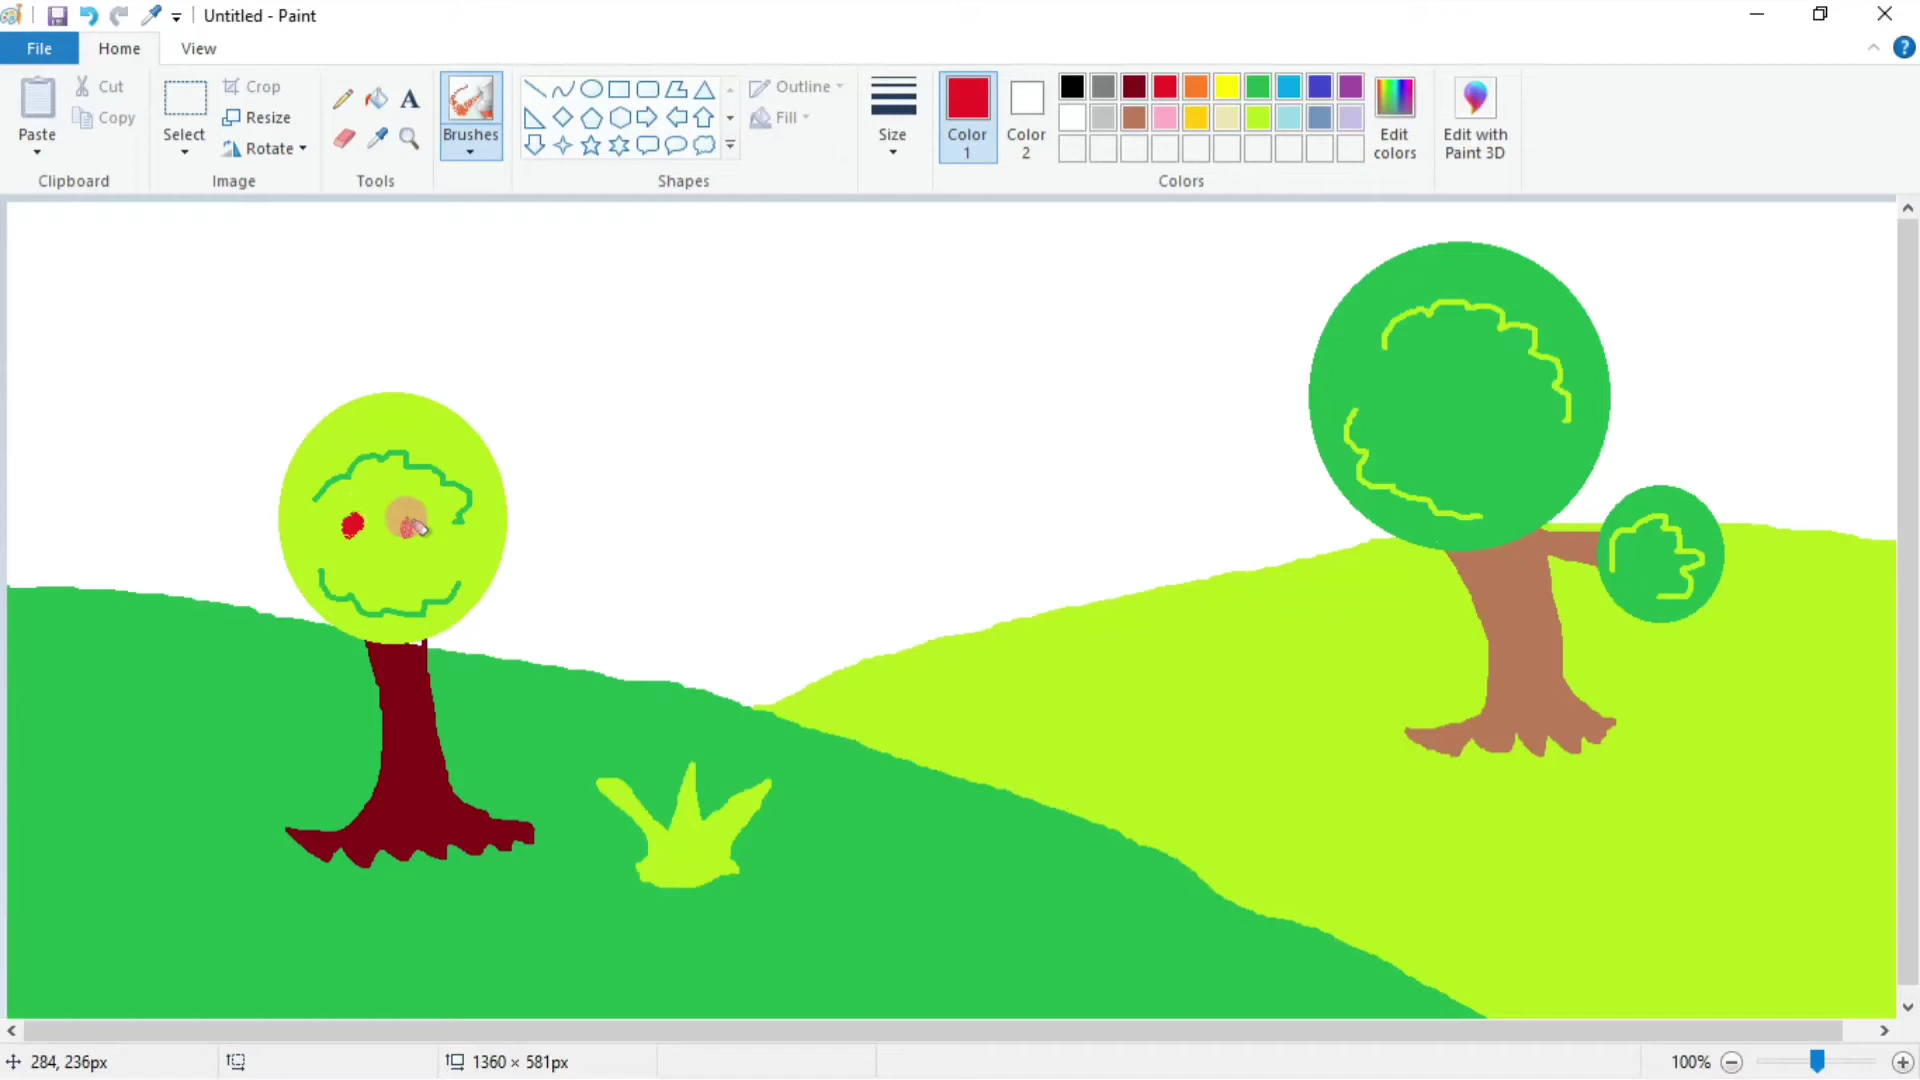 Untitled - Paint
File Home View
Paste Cut Copy Select Crop Resize Rotate A Brushes Outline Fill Size Color 1 Color 2 Edit colors Edit with Paint 3D ?
Clipboard Image Tools Shapes Colors
284, 236px 1360 × 581px 100%